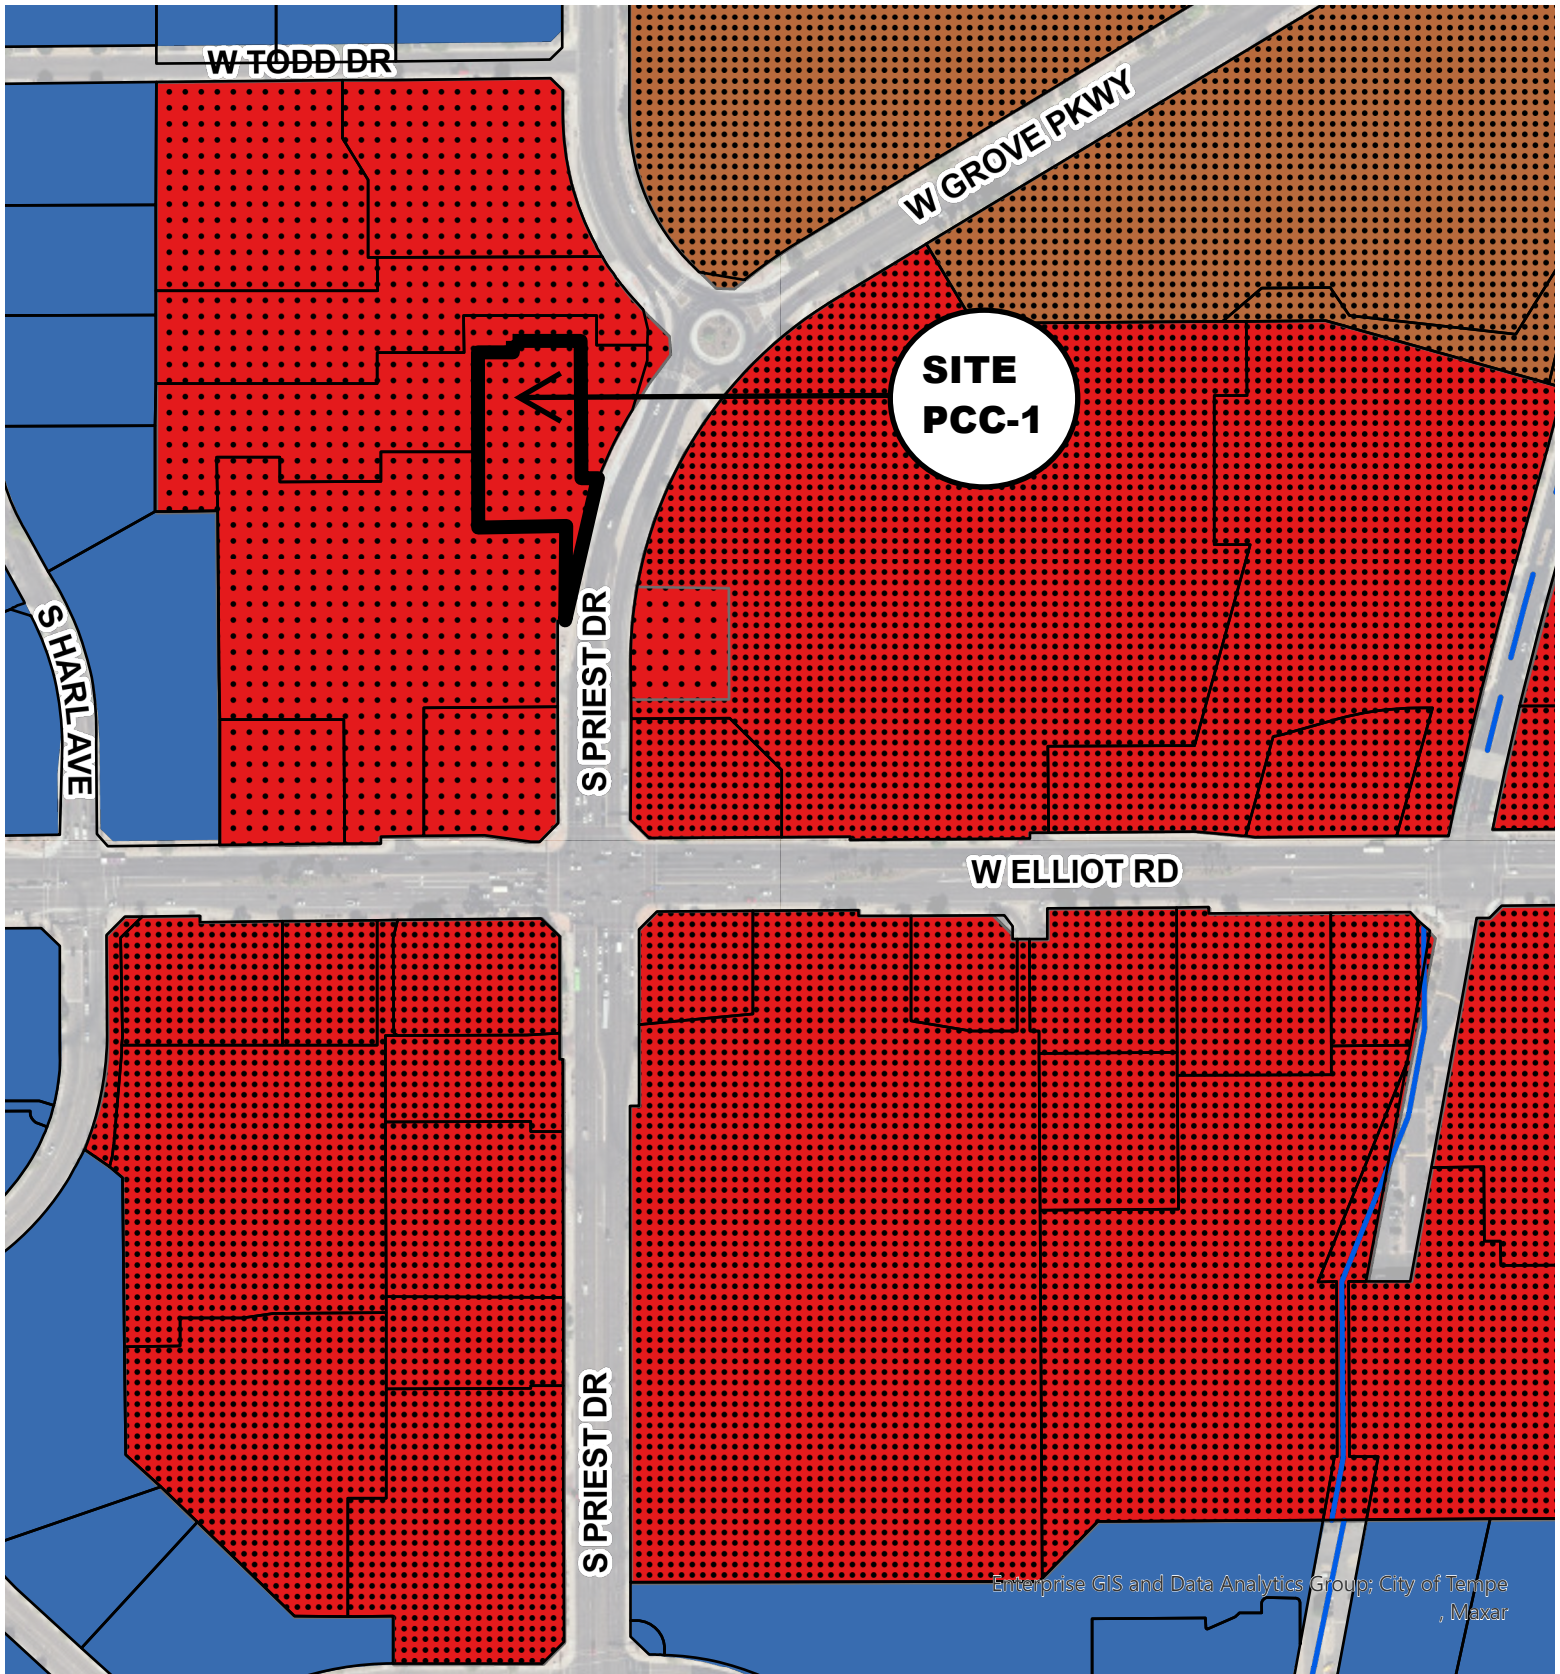 W TODD DR
W GROVE PKWY
SITE
PCC-1
S HARL AVE
S PRIEST DR
W ELLIOT RD
S PRIEST DR
Enterprise GIS and Data Analytics Group; City of Tempe
, Maxar